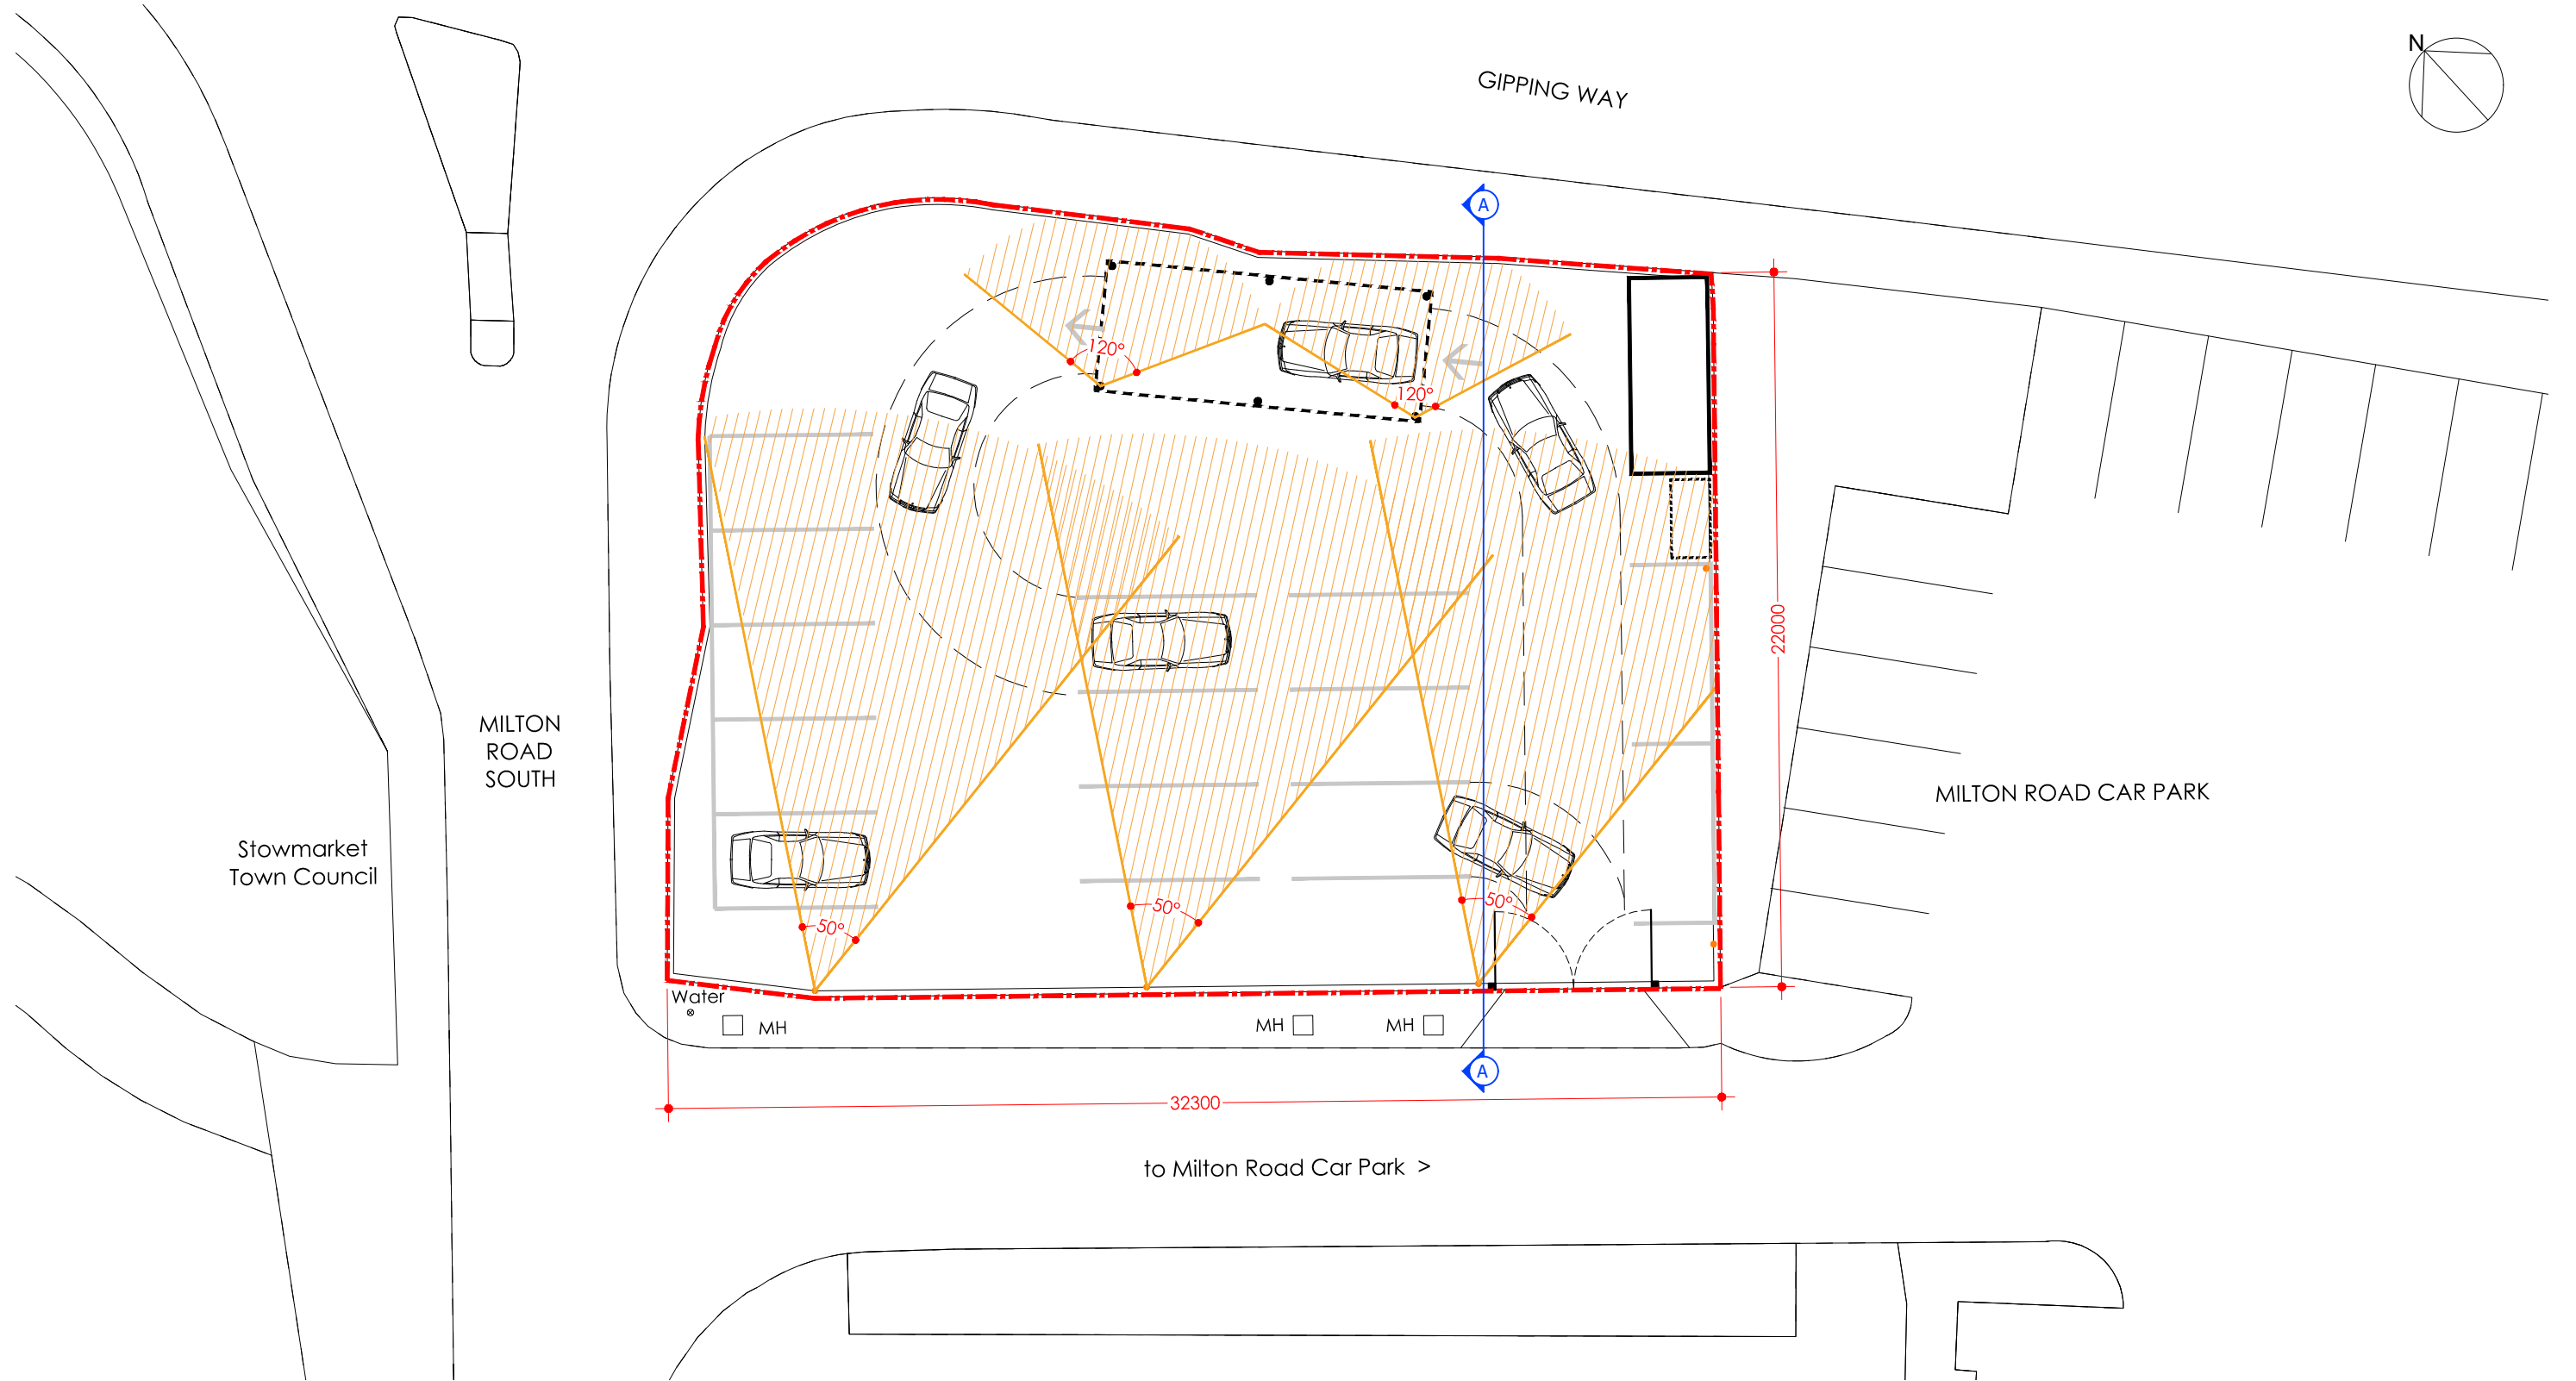 GIPPING WAY
N
A
120°
120°
22000
MILTON
ROAD
SOUTH
MILTON ROAD CAR PARK
Stowmarket
Town Council
50°
50°
50°
Water
MH
MH
MH
A
32300
to Milton Road Car Park >